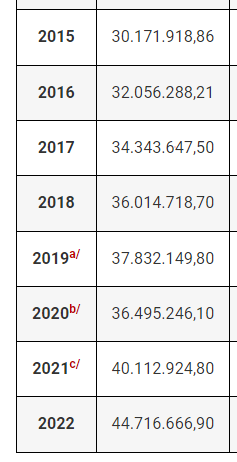 2015 30.171.918,86
2016 32.056.288,21
2017 34.343.647,50
2018 36.014.718,70
2019a/ 37.832.149,80
2020b/ 36.495.246,10
2021c/ 40.112.924,80
2022 44.716.666,90